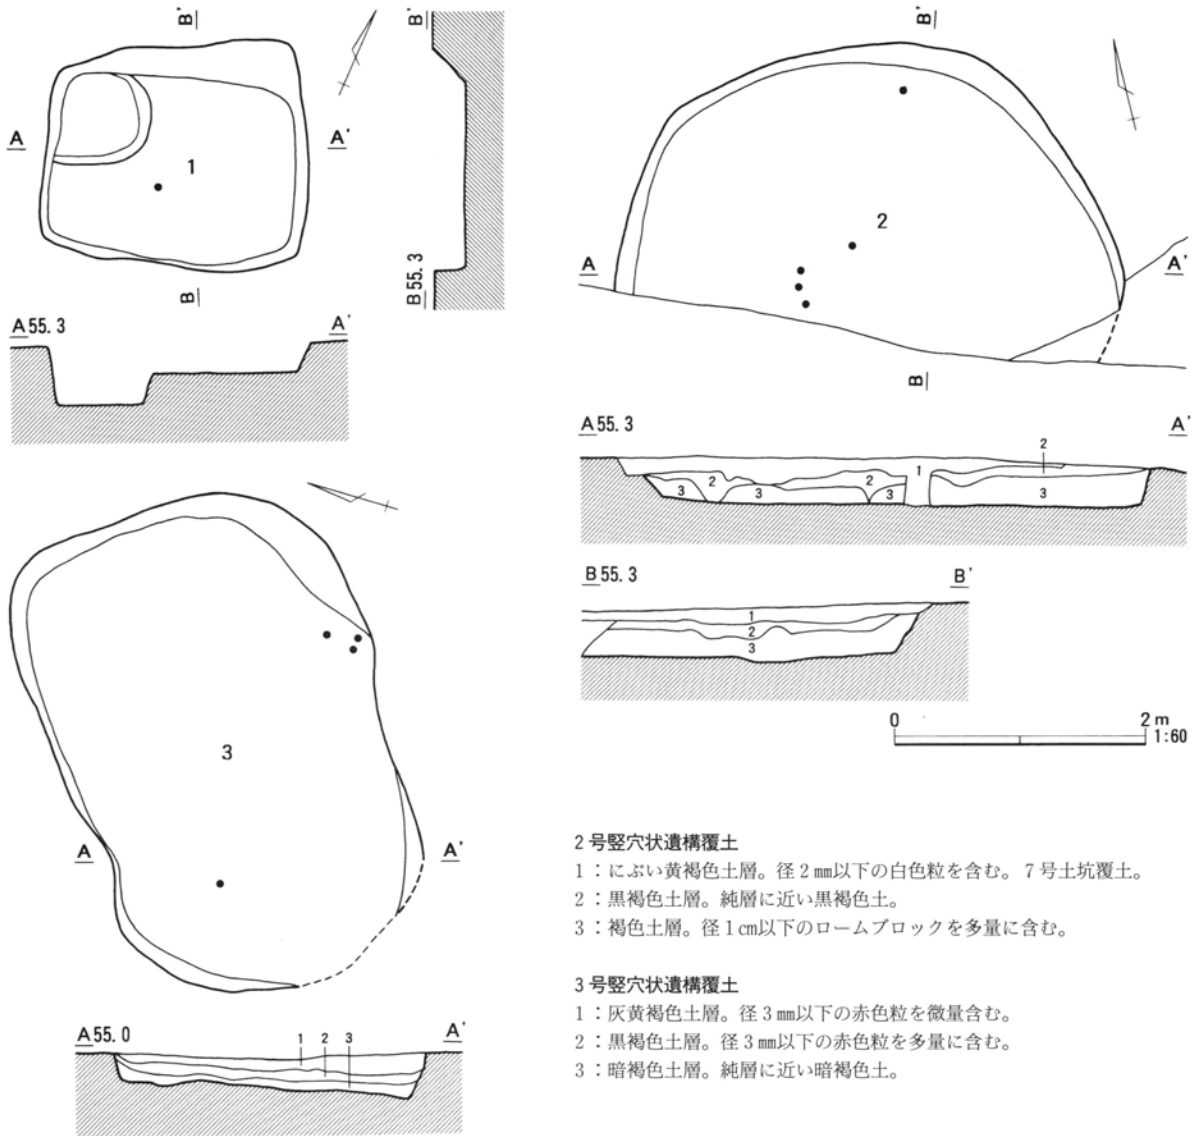 B'
A
A'
1
B
B'
B 55.3
A 55.3
A'
B'
2
A
A'
B
A 55.3
A'
2
1
2
2
3
3
3
3
B 55.3
B'
1
2
3
0
2 m
1:60
3
A
A'
A 55.0
A'
1
2
3
2号竪穴状遺構覆土
1：にぶい黄褐色土層。径2㎜以下の白色粒を含む。7号土坑覆土。
2：黒褐色土層。純層に近い黒褐色土。
3：褐色土層。径1㎝以下のロームブロックを多量に含む。
3号竪穴状遺構覆土
1：灰黄褐色土層。径3㎜以下の赤色粒を微量含む。
2：黒褐色土層。径3㎜以下の赤色粒を多量に含む。
3：暗褐色土層。純層に近い暗褐色土。